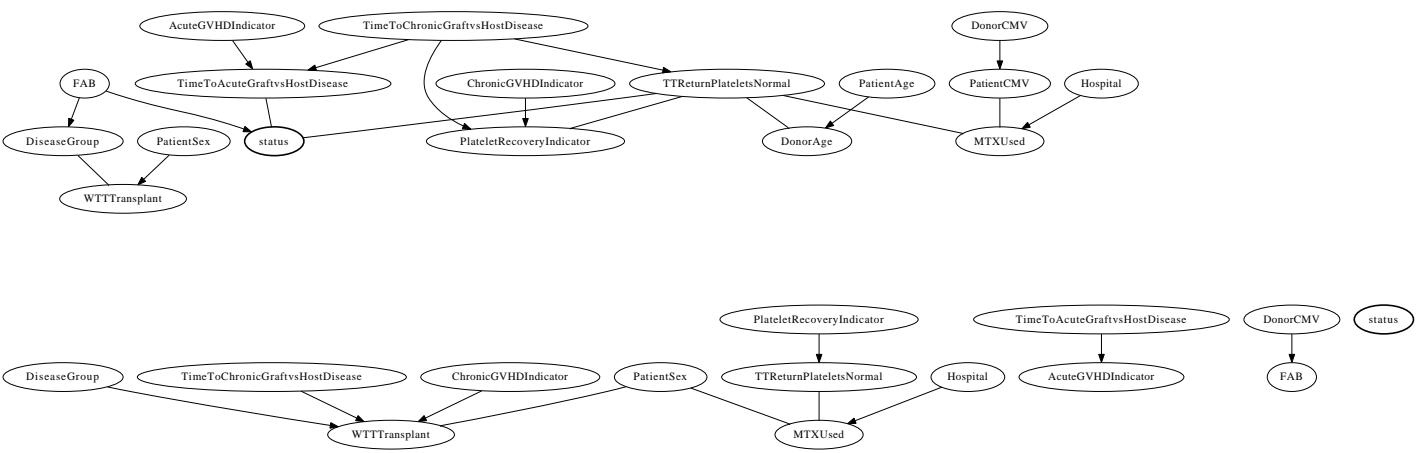 AcuteGVHDIndicator
TimeToChronicGraftvsHostDisease
DonorCMV
FAB
TimeToAcuteGraftvsHostDisease
ChronicGVHDIndicator
TTReturnPlateletsNormal
PatientAge
PatientCMV
Hospital
DiseaseGroup
PatientSex
status
PlateletRecoveryIndicator
DonorAge
MTXUsed
WTTTransplant
PlateletRecoveryIndicator
TimeToAcuteGraftvsHostDisease
DonorCMV
status
DiseaseGroup
TimeToChronicGraftvsHostDisease
ChronicGVHDIndicator
PatientSex
TTReturnPlateletsNormal
Hospital
AcuteGVHDIndicator
FAB
WTTTransplant
MTXUsed